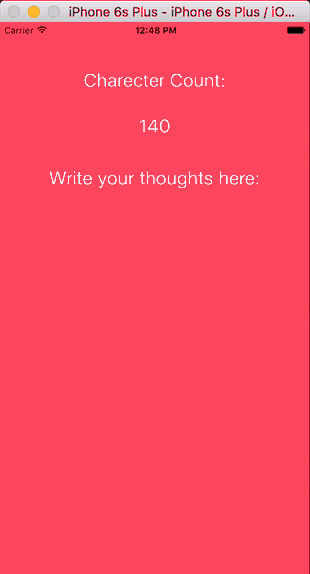 iPhone 6s Plus - iPhone 6s Plus / iO...
Carrier 12:48 PM
Charecter Count:
140
Write your thoughts here: